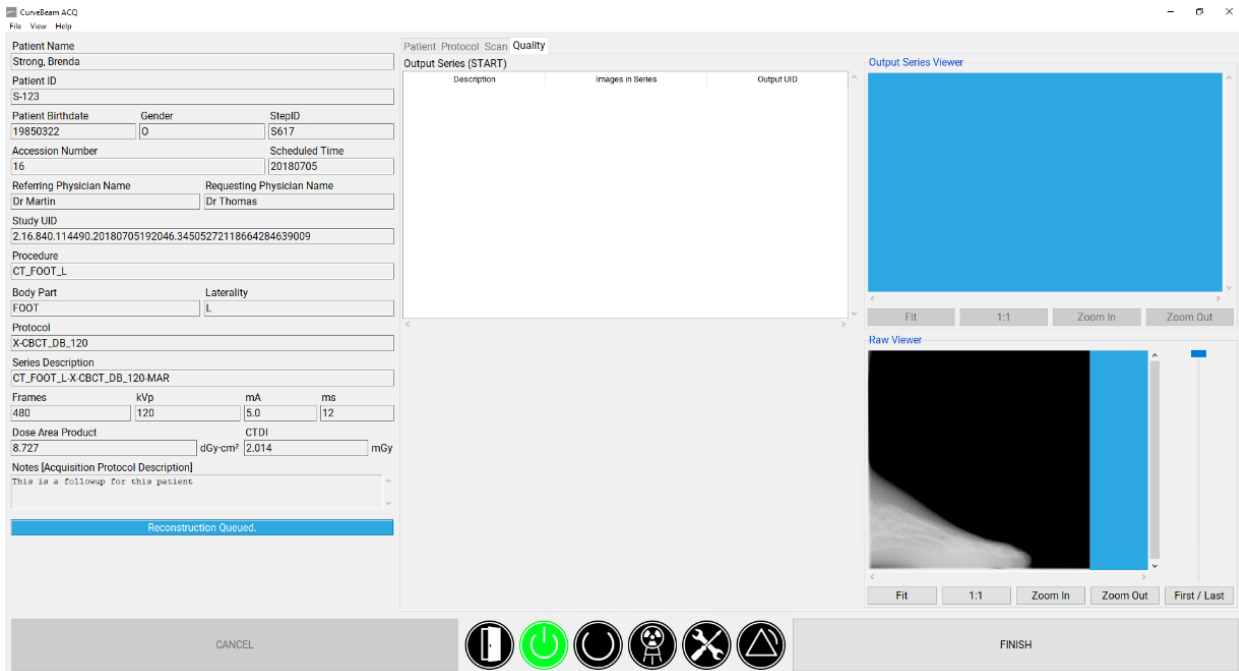 CurveBeam ACQ
File View Help
Patient Name
Strong, Brenda
Patient ID
S-123
Patient Birthdate Gender StepID
19850322 O S617
Accession Number Scheduled Time
16 20180705
Referring Physician Name Requesting Physician Name
Dr Martin Dr Thomas
Study UID
2.16.840.114490.20180705192046.34505272118664284639009
Procedure
CT_FOOT_L
Body Part Laterality
FOOT L
Protocol
X-CBCT_DB_120
Series Description
CT_FOOT_L-X-CBCT_DB_120-MAR
Frames kVp mA ms
480 120 5.0 12
Dose Area Product CTDI
8.727 dGy·cm² 2.014 mGy
Notes [Acquisition Protocol Description]
This is a followup for this patient
Reconstruction Queued.
Patient Protocol Scan Quality
Output Series (START)
Description Images in Series Output UID
Output Series Viewer
Fit 1:1 Zoom In Zoom Out
Raw Viewer
Fit 1:1 Zoom In Zoom Out First / Last
CANCEL
FINISH